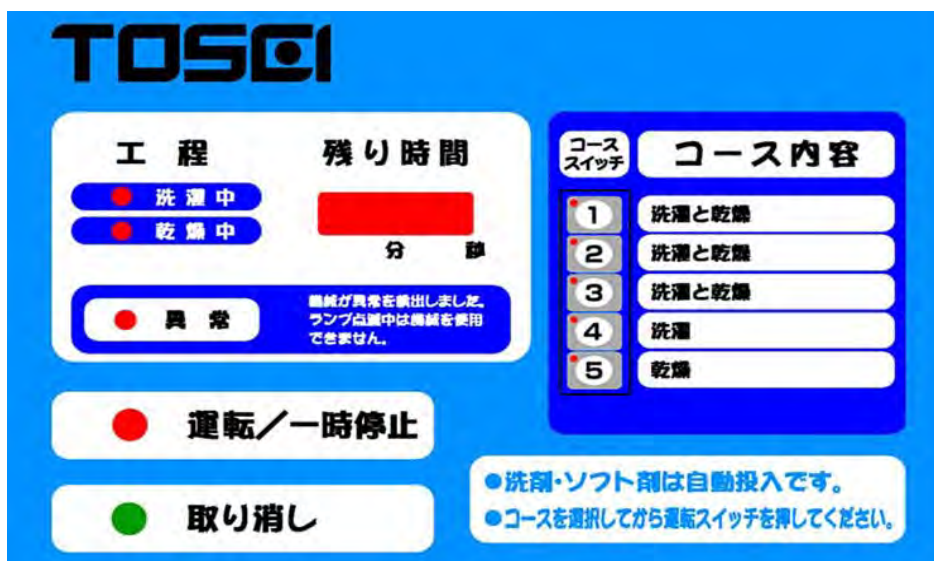 TOSEI
工程
残り時間
洗濯中
乾燥中
分 秒
異常
機械が異常を検出しました。
ランプ点滅中は機械を使用
できません。
コース
スイッチ
コース内容
1 洗濯と乾燥
2 洗濯と乾燥
3 洗濯と乾燥
4 洗濯
5 乾燥
運転/一時停止
取り消し
●洗剤・ソフト剤は自動投入です。
●コースを選択してから運転スイッチを押してください。